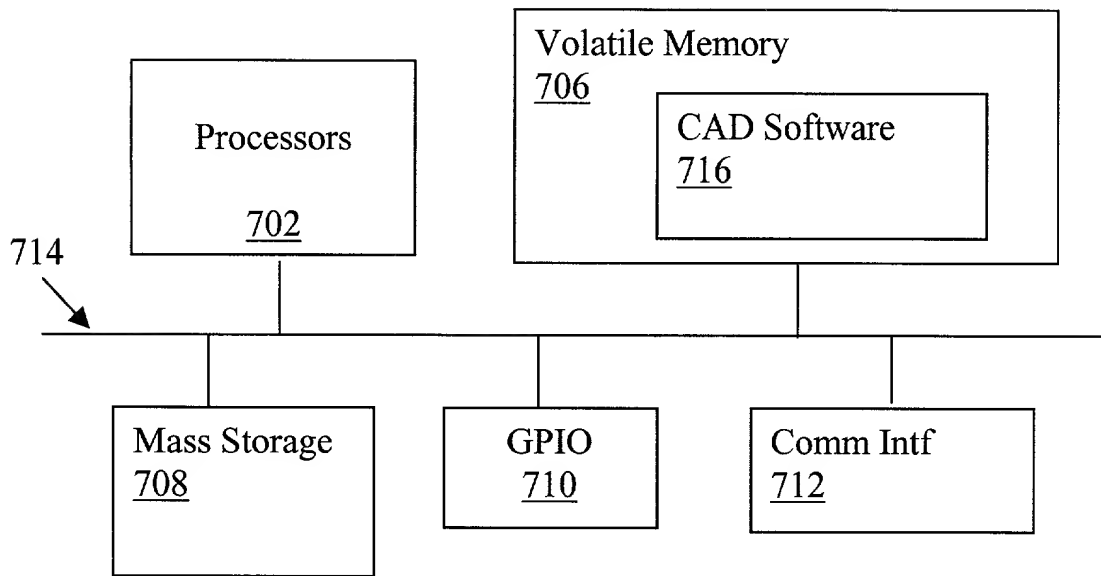 Processors
702
Volatile Memory
706
CAD Software
716
714
Mass Storage
708
GPIO
710
Comm Intf
712